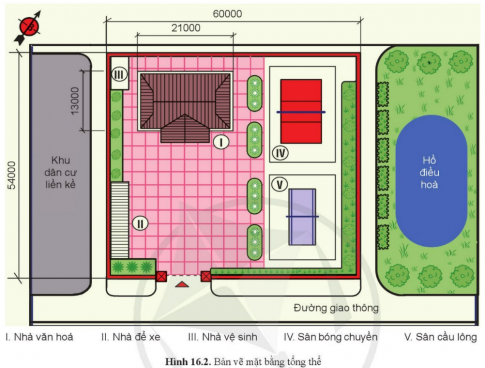 60000
21000
III
13000
I
54000
Khu
dân cư
liền kề
IV
Hồ
điều
hoà
V
II
Đường giao thông
I. Nhà văn hoá II. Nhà để xe III. Nhà vệ sinh IV. Sân bóng chuyền V. Sân cầu lông
Hình 16.2. Bản vẽ mặt bằng tổng thể